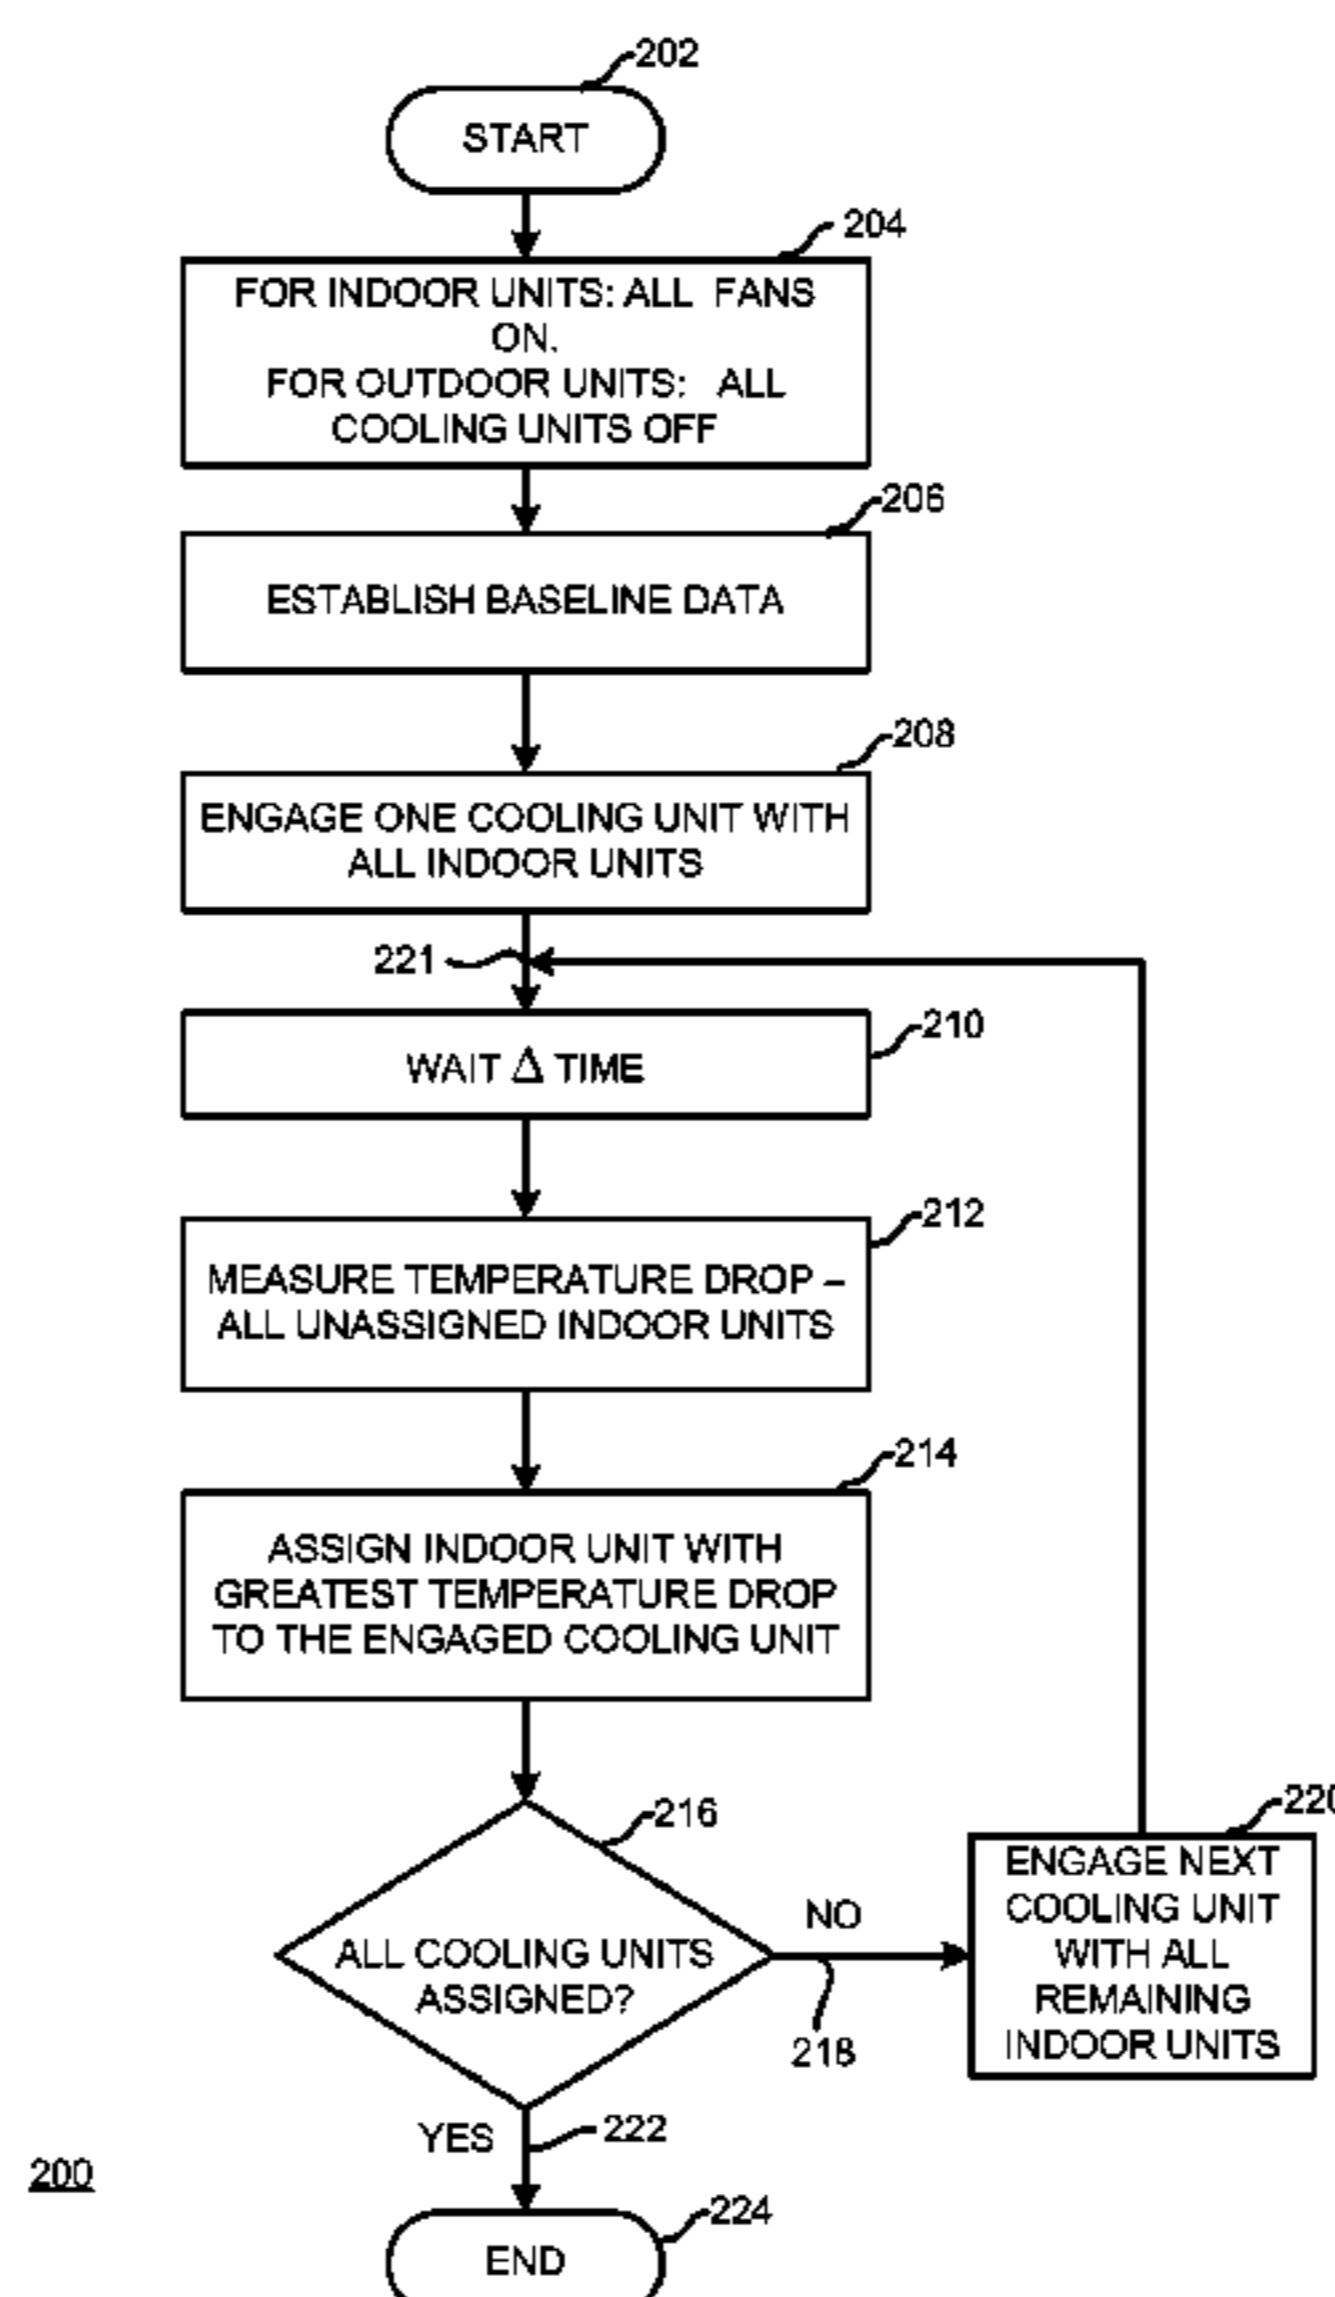 202
START
204
FOR INDOOR UNITS: ALL FANS
ON.
FOR OUTDOOR UNITS: ALL
COOLING UNITS OFF
206
ESTABLISH BASELINE DATA
208
ENGAGE ONE COOLING UNIT WITH
ALL INDOOR UNITS
221
210
WAIT Δ TIME
212
MEASURE TEMPERATURE DROP –
ALL UNASSIGNED INDOOR UNITS
214
ASSIGN INDOOR UNIT WITH
GREATEST TEMPERATURE DROP
TO THE ENGAGED COOLING UNIT
216
ALL COOLING UNITS
ASSIGNED?
NO
218
220
ENGAGE NEXT
COOLING UNIT
WITH ALL
REMAINING
INDOOR UNITS
YES
222
200
224
END